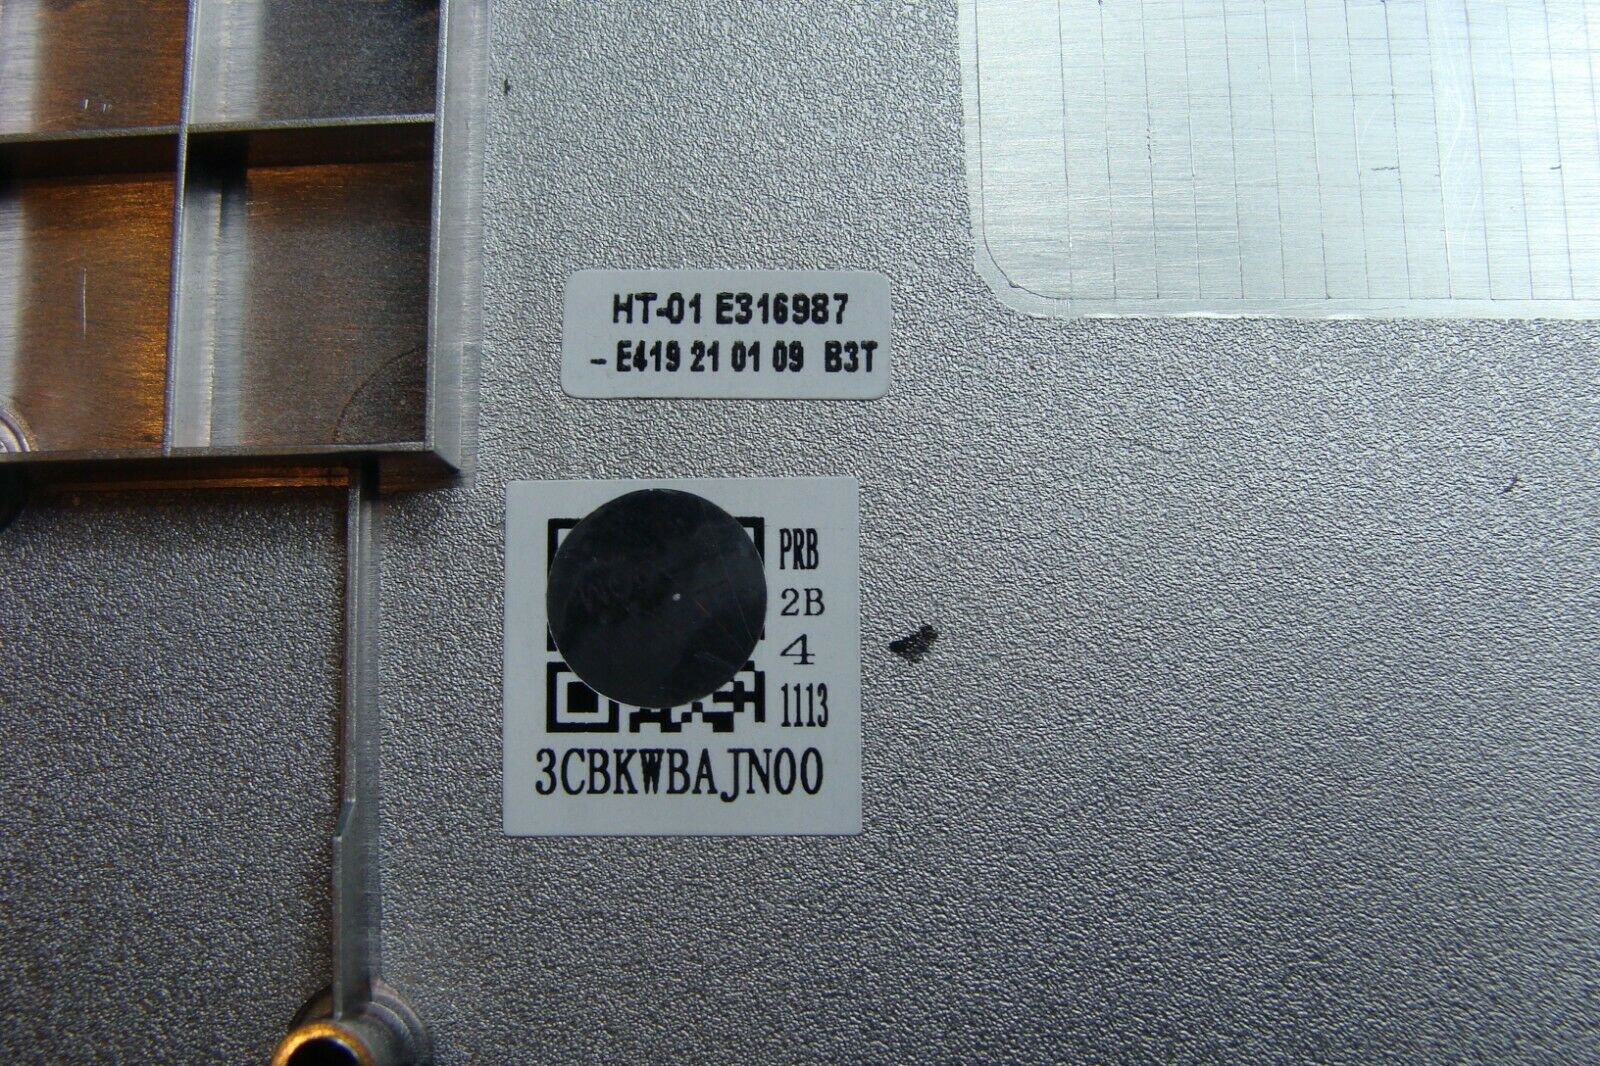 HT-01 E316987
- E419 21 01 09 B3T
PRB
2B
4
1113
3CBKWBAJN00